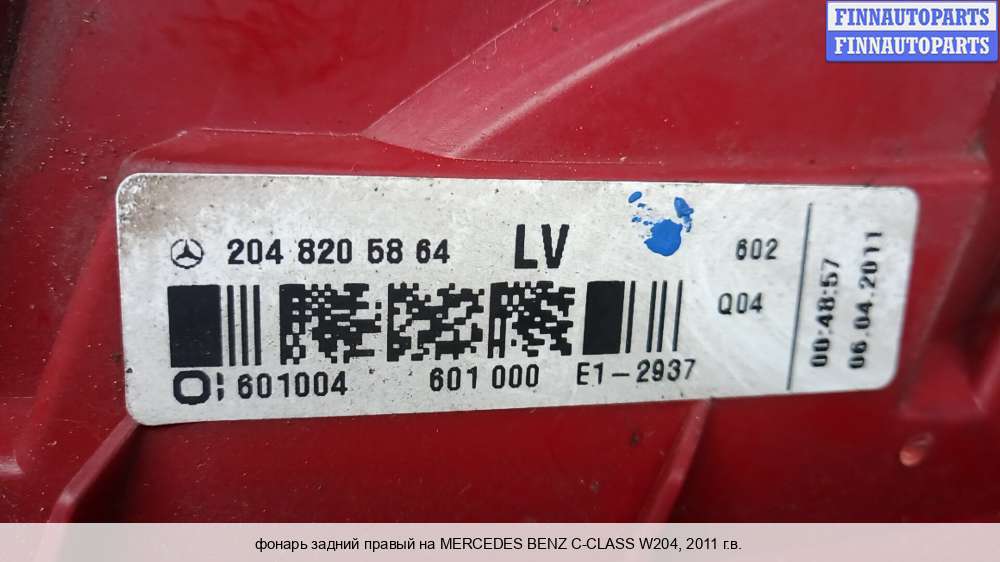 FINNAUTOPARTS
FINNAUTOPARTS
204 820 58 64 LV 602
Q04
00:48:57
06.04.2011
601004 601 000 E1-2937
фонарь задний правый на MERCEDES BENZ C-CLASS W204, 2011 г.в.